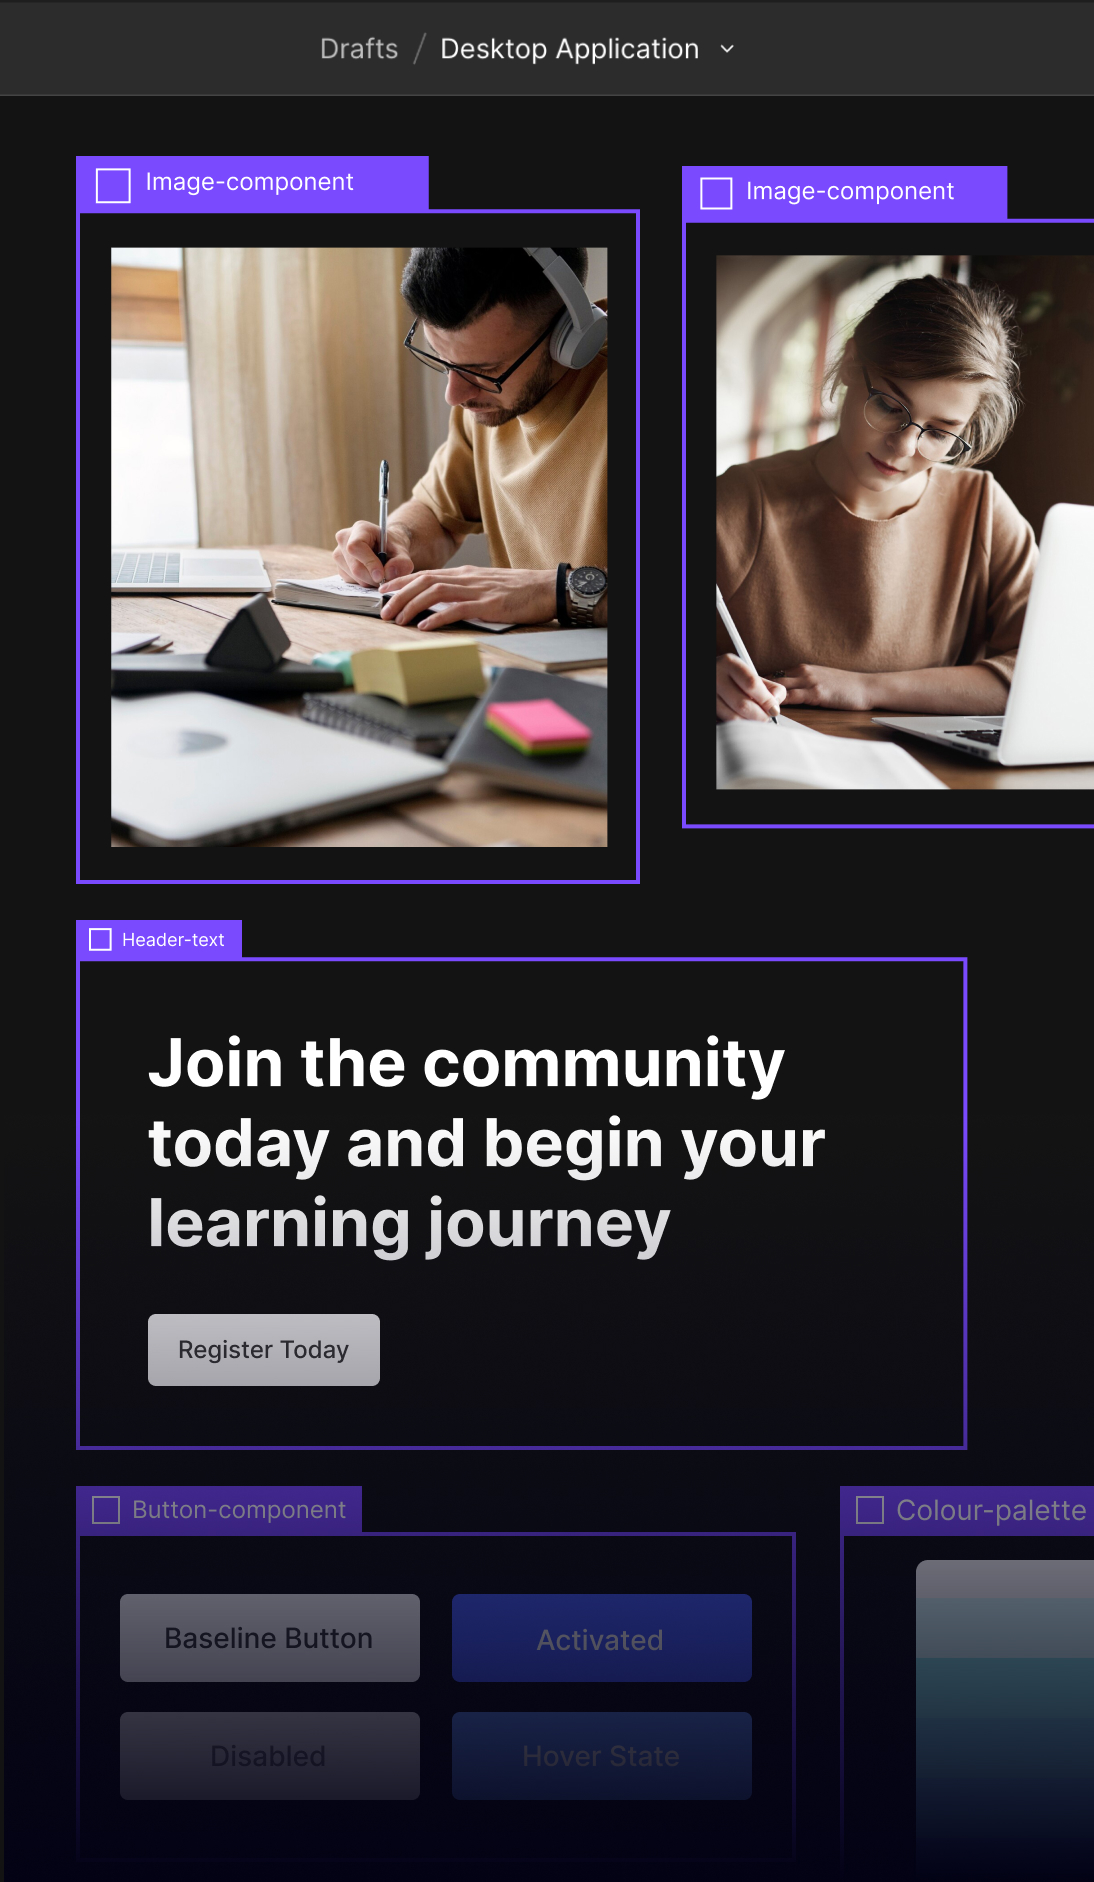 Drafts / Desktop Application
Image-component
Image-component
Header-text
Join the community
today and begin your
learning journey
Register Today
Button-component
Colour-palette
Baseline Button
Activated
Disabled
Hover State